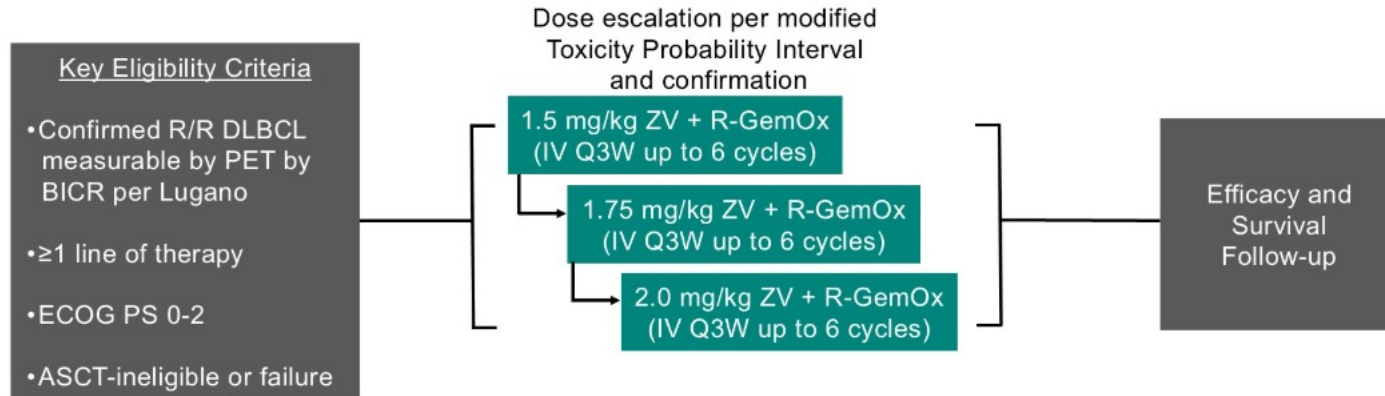 Key Eligibility Criteria
•Confirmed R/R DLBCL
measurable by PET by
BICR per Lugano
•≥1 line of therapy
•ECOG PS 0-2
•ASCT-ineligible or failure
Dose escalation per modified
Toxicity Probability Interval
and confirmation
1.5 mg/kg ZV + R-GemOx
(IV Q3W up to 6 cycles)
1.75 mg/kg ZV + R-GemOx
(IV Q3W up to 6 cycles)
2.0 mg/kg ZV + R-GemOx
(IV Q3W up to 6 cycles)
Efficacy and
Survival
Follow-up